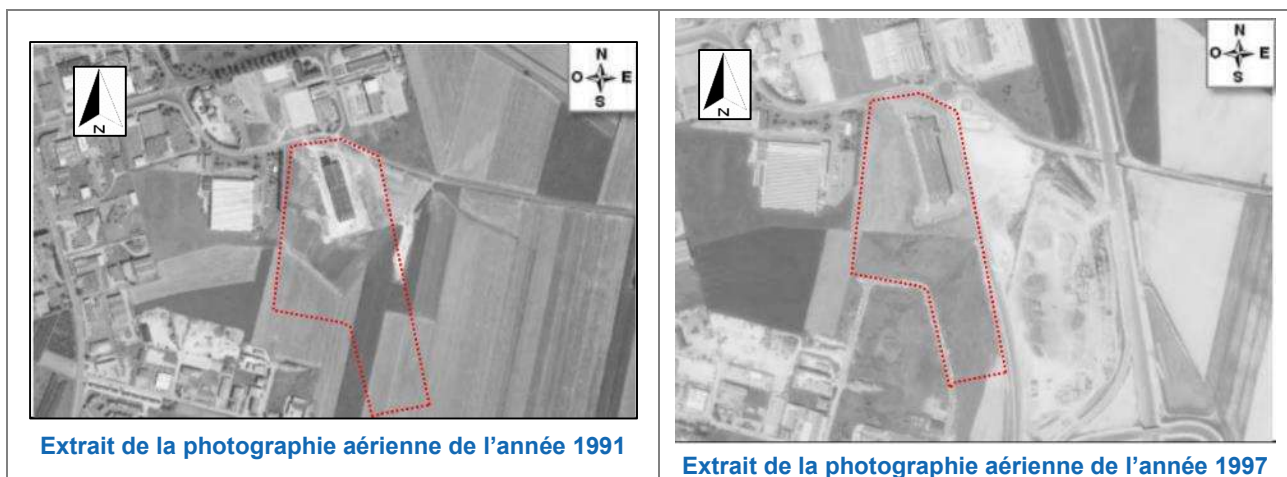 N
O E
S
N
Extrait de la photographie aérienne de l’année 1991
N
O E
S
N
Extrait de la photographie aérienne de l’année 1997